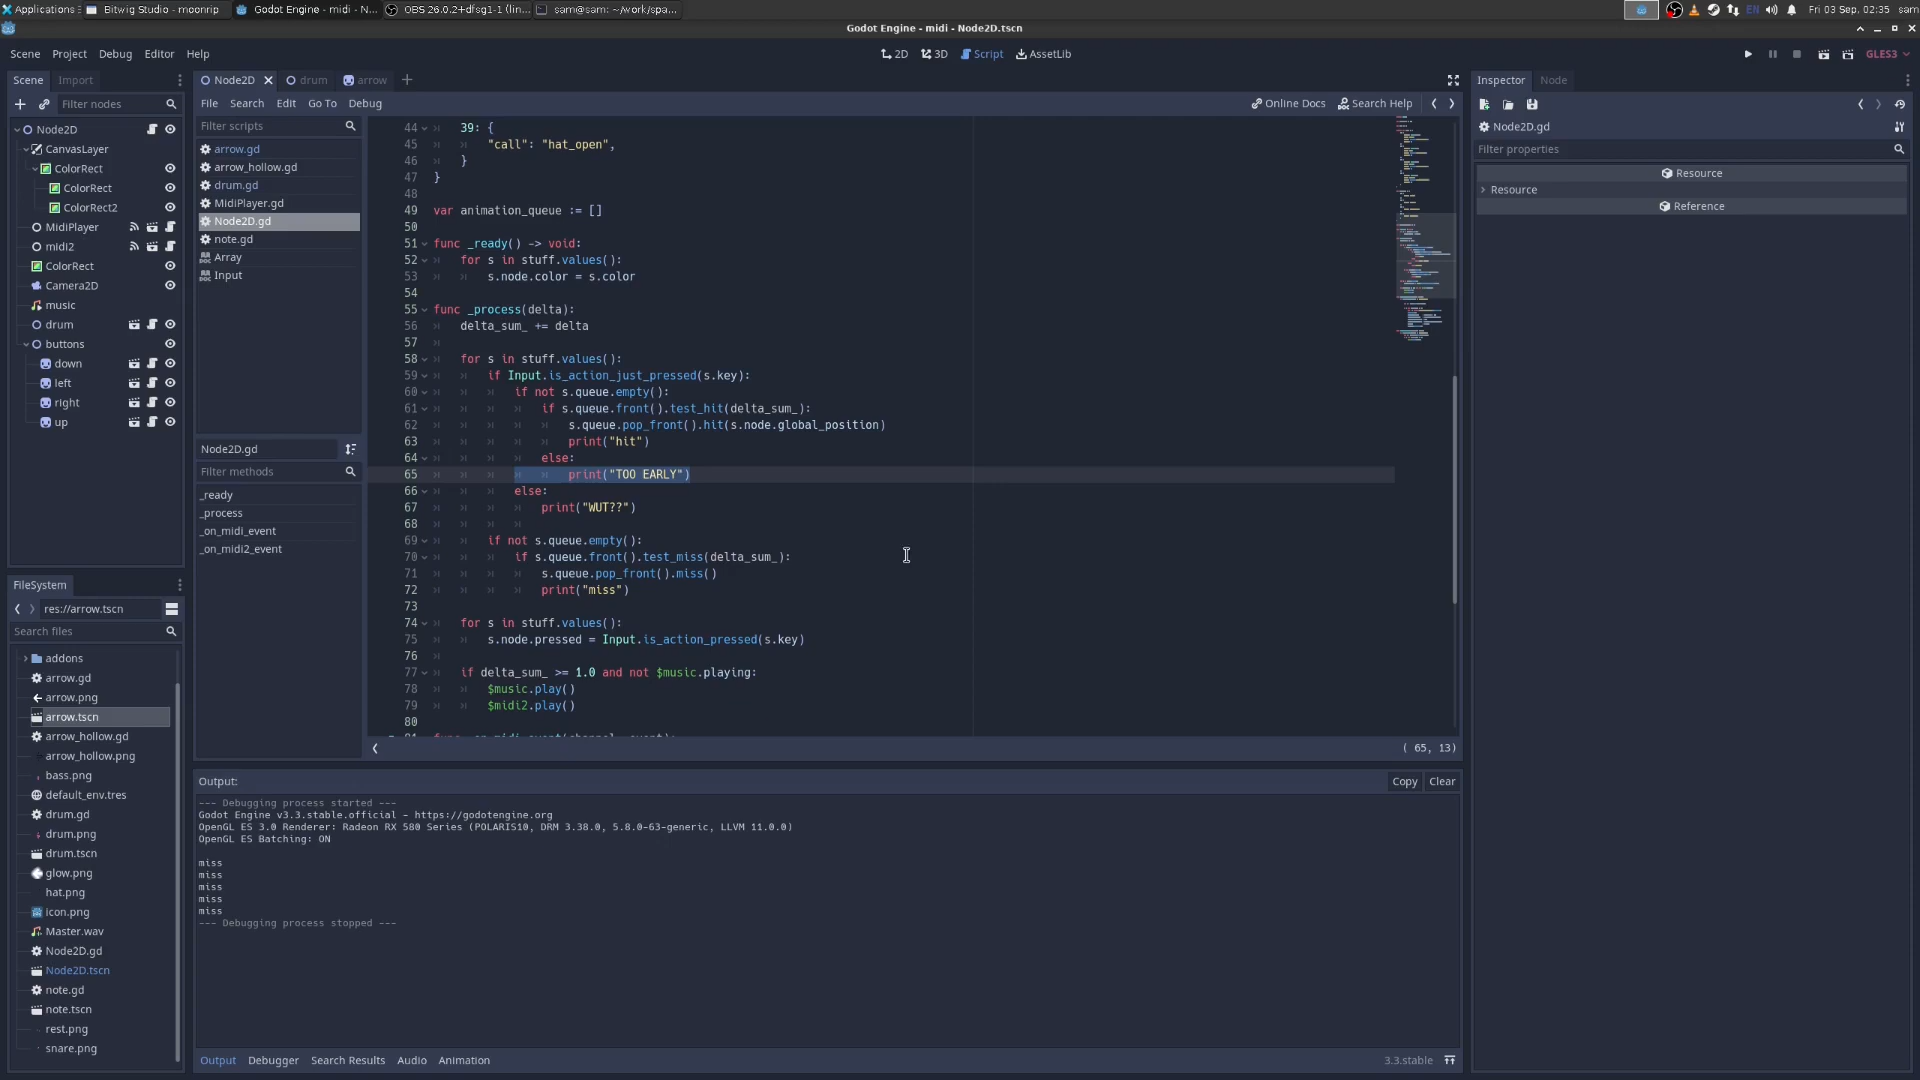 Applications
Bitwig Studio - moonrip
Godot Engine - midi - N...
OBS 26.0.2+dfsg1-1 (lin...
sam@sam: ~/work/spa...
EN
Fri 03 Sep, 02:35
sam
Godot Engine - midi - Node2D.tscn
Scene Project Debug Editor Help
2D 3D Script AssetLib
GLES3
Scene Import
Filter nodes
Node2D
CanvasLayer
ColorRect
ColorRect
ColorRect2
MidiPlayer
midi2
ColorRect
Camera2D
music
drum
buttons
down
left
right
up
FileSystem
res://arrow.tscn
Search files
addons
arrow.gd
arrow.png
arrow.tscn
arrow_hollow.gd
arrow_hollow.png
bass.png
default_env.tres
drum.gd
drum.png
drum.tscn
glow.png
hat.png
icon.png
Master.wav
Node2D.gd
Node2D.tscn
note.gd
note.tscn
rest.png
snare.png
Node2D drum arrow
File Search Edit Go To Debug
Online Docs Search Help
Filter scripts
arrow.gd
arrow_hollow.gd
drum.gd
MidiPlayer.gd
Node2D.gd
note.gd
Array
Input
Node2D.gd
Filter methods
_ready
_process
_on_midi_event
_on_midi2_event
44 39: {
45 "call": "hat_open",
46 }
47 }
48
49 var animation_queue := []
50
51 func _ready() -> void:
52 for s in stuff.values():
53 s.node.color = s.color
54
55 func _process(delta):
56 delta_sum_ += delta
57
58 for s in stuff.values():
59 if Input.is_action_just_pressed(s.key):
60 if not s.queue.empty():
61 if s.queue.front().test_hit(delta_sum_):
62 s.queue.pop_front().hit(s.node.global_position)
63 print("hit")
64 else:
65 print("TOO EARLY")
66 else:
67 print("WUT??")
68
69 if not s.queue.empty():
70 if s.queue.front().test_miss(delta_sum_):
71 s.queue.pop_front().miss()
72 print("miss")
73
74 for s in stuff.values():
75 s.node.pressed = Input.is_action_pressed(s.key)
76
77 if delta_sum_ >= 1.0 and not $music.playing:
78 $music.play()
79 $midi2.play()
80
( 65, 13)
Output:
Copy Clear
--- Debugging process started ---
Godot Engine v3.3.stable.official - https://godotengine.org
OpenGL ES 3.0 Renderer: Radeon RX 580 Series (POLARIS10, DRM 3.38.0, 5.8.0-63-generic, LLVM 11.0.0)
OpenGL ES Batching: ON
miss
miss
miss
miss
miss
--- Debugging process stopped ---
Output Debugger Search Results Audio Animation
3.3.stable
Inspector Node
Node2D.gd
Filter properties
Resource
Resource
Reference